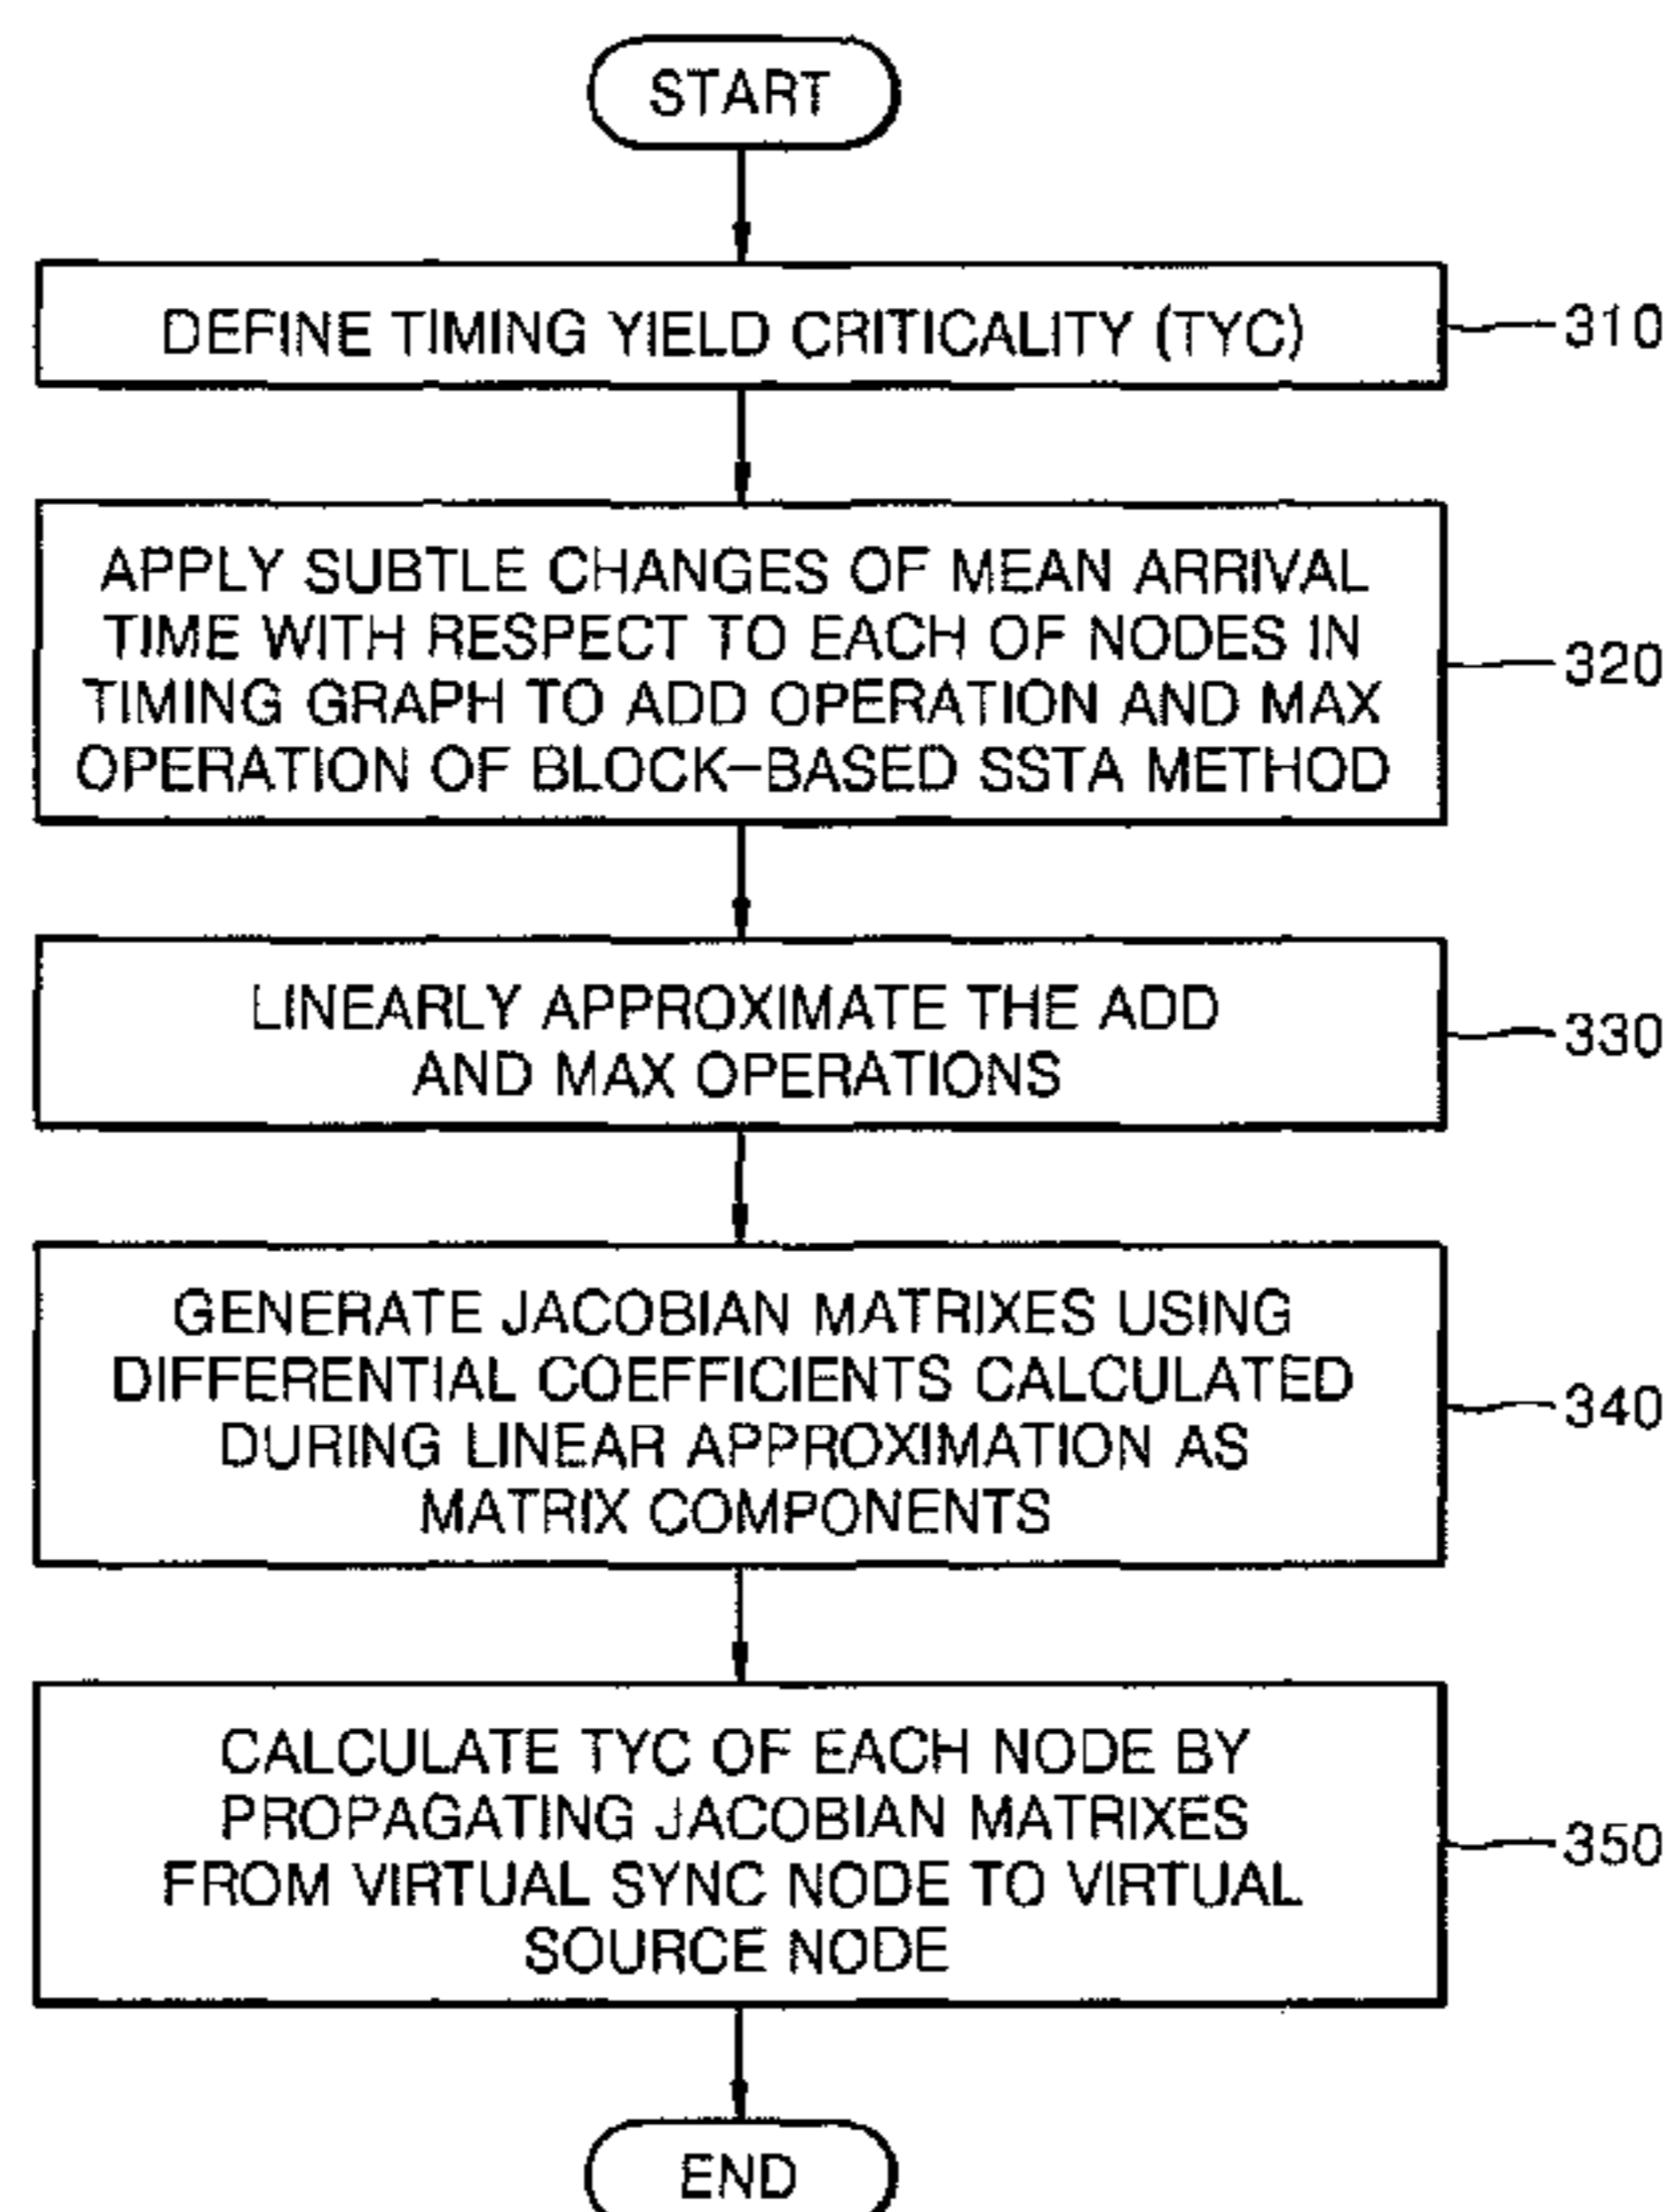 START
DEFINE TIMING YIELD CRITICALITY (TYC)
310
APPLY SUBTLE CHANGES OF MEAN ARRIVAL
TIME WITH RESPECT TO EACH OF NODES IN
TIMING GRAPH TO ADD OPERATION AND MAX
OPERATION OF BLOCK-BASED SSTA METHOD
320
LINEARLY APPROXIMATE THE ADD
AND MAX OPERATIONS
330
GENERATE JACOBIAN MATRIXES USING
DIFFERENTIAL COEFFICIENTS CALCULATED
DURING LINEAR APPROXIMATION AS
MATRIX COMPONENTS
340
CALCULATE TYC OF EACH NODE BY
PROPAGATING JACOBIAN MATRIXES
FROM VIRTUAL SYNC NODE TO VIRTUAL
SOURCE NODE
350
END